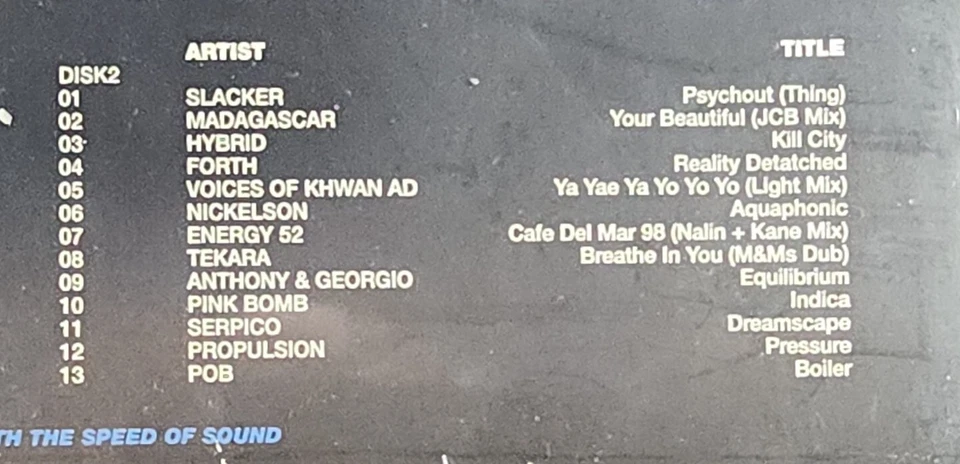 ARTIST TITLE
DISK2
01 SLACKER Psychout (Thing)
02 MADAGASCAR Your Beautiful (JCB Mix)
03 HYBRID Kill City
04 FORTH Reality Detatched
05 VOICES OF KHWAN AD Ya Yae Ya Yo Yo Yo (Light Mix)
06 NICKELSON Aquaphonic
07 ENERGY 52 Cafe Del Mar 98 (Nalin + Kane Mix)
08 TEKARA Breathe In You (M&Ms Dub)
09 ANTHONY & GEORGIO Equilibrium
10 PINK BOMB Indica
11 SERPICO Dreamscape
12 PROPULSION Pressure
13 POB Boiler
TH THE SPEED OF SOUND